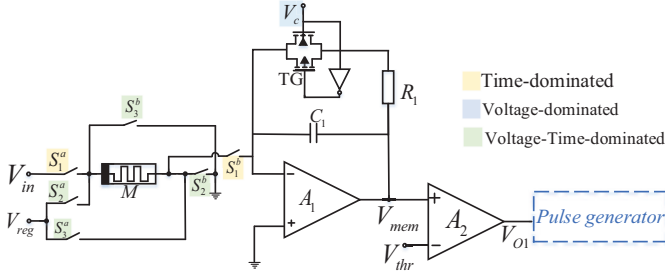 V_c
TG
R_1
C_1
Time-dominated
Voltage-dominated
Voltage-Time-dominated
S_3^b
S_1^b
V_in
S_1^a
M
S_2^a
S_2^b
V_reg
S_3^a
A_1
V_mem
A_2
V_O1
V_thr
Pulse generator